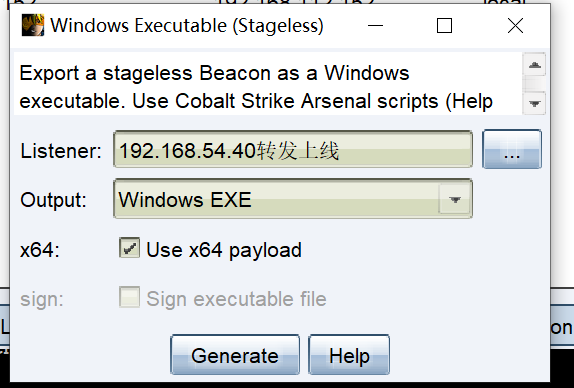 Windows Executable (Stageless)
Export a stageless Beacon as a Windows
executable. Use Cobalt Strike Arsenal scripts (Help
Listener: 192.168.54.40转发上线 ...
Output: Windows EXE
x64: Use x64 payload
sign: Sign executable file
Generate Help